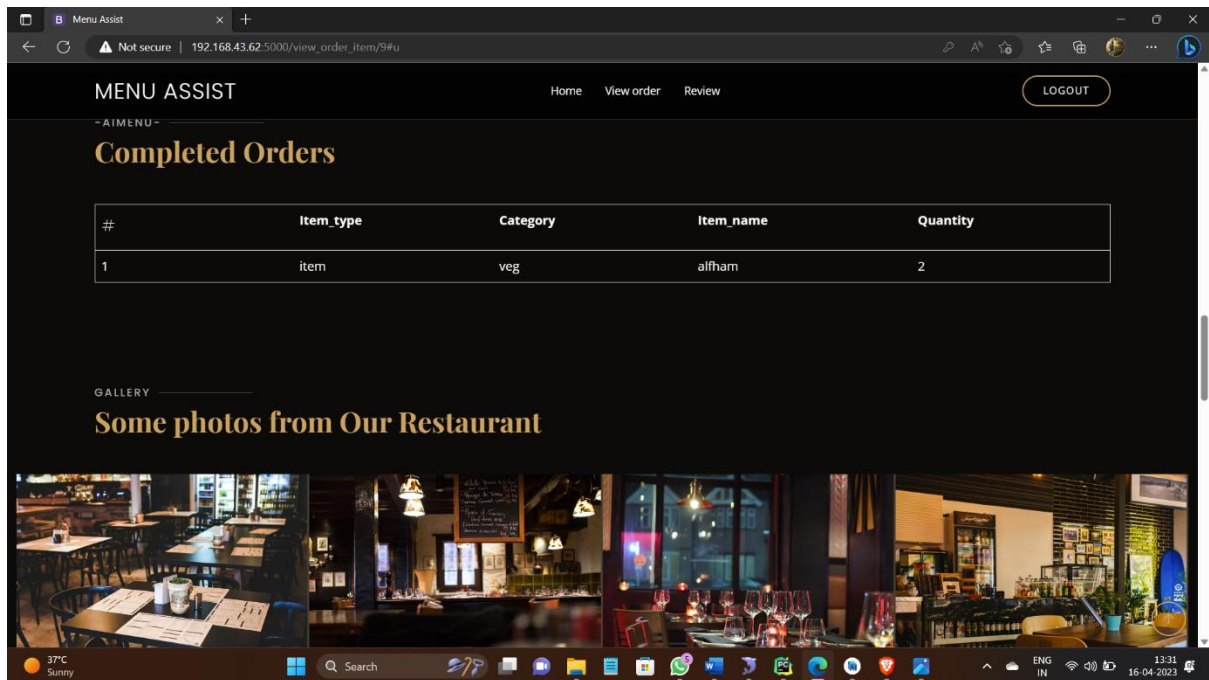 B Menu Assist
Not secure | 192.168.43.62:5000/view_order_item/9#u
MENU ASSIST Home View order Review LOGOUT
-AIMENU-
Completed Orders
# Item_type Category Item_name Quantity
1 item veg alfham 2
GALLERY
Some photos from Our Restaurant
37°C
Sunny
Search
5
ENG
IN
13:31
16-04-2023